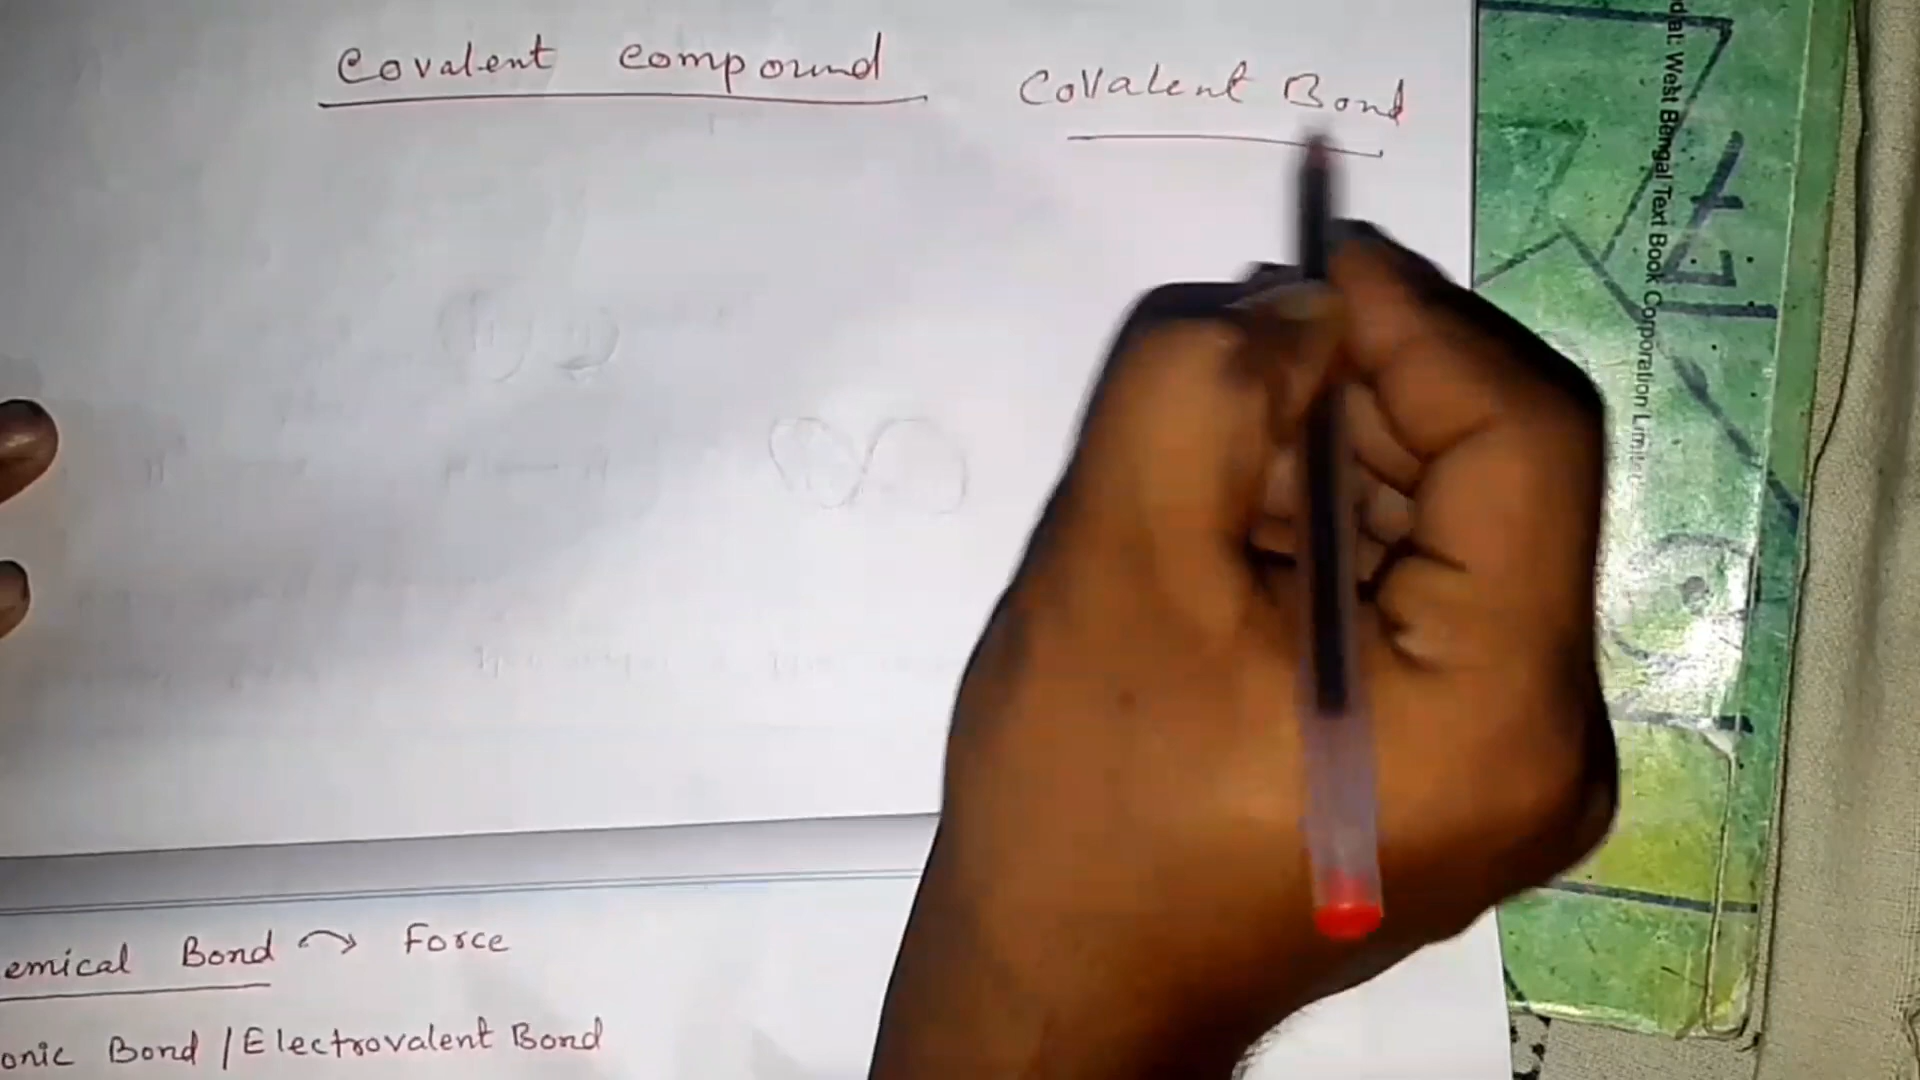 Covalent compound
Covalent Bond
dal: West Bengal Text Book Corporation Limited
emical Bond → Force
onic Bond / Electrovalent Bond